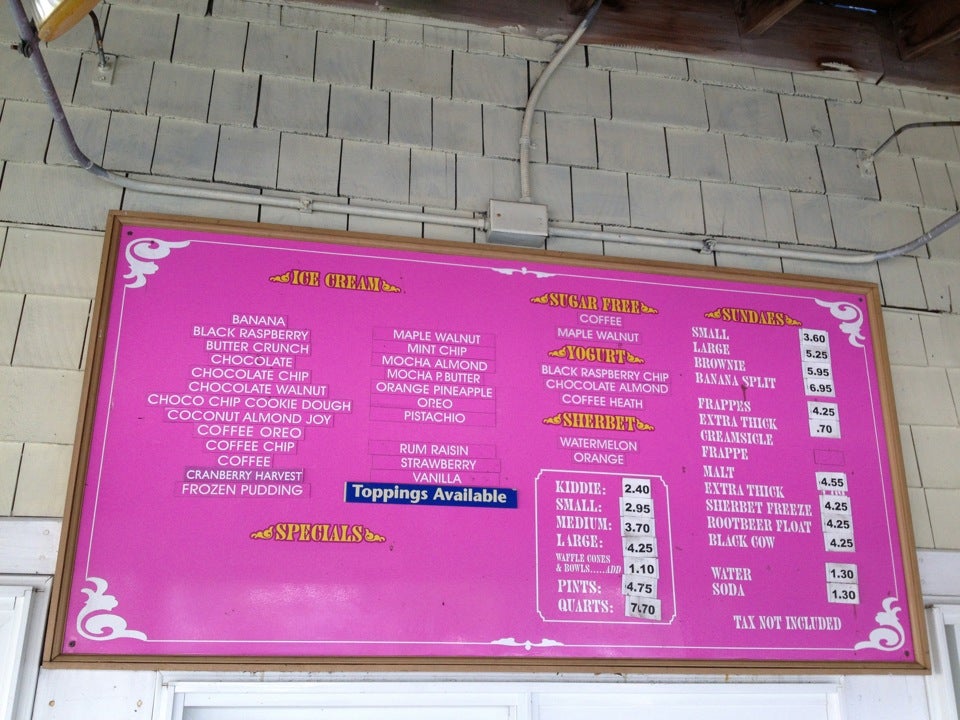 ICE CREAM
BANANA
BLACK RASPBERRY
BUTTER CRUNCH
CHOCOLATE
CHOCOLATE CHIP
CHOCOLATE WALNUT
CHOCO CHIP COOKIE DOUGH
COCONUT ALMOND JOY
COFFEE OREO
COFFEE CHIP
COFFEE
CRANBERRY HARVEST
FROZEN PUDDING
MAPLE WALNUT
MINT CHIP
MOCHA ALMOND
MOCHA P. BUTTER
ORANGE PINEAPPLE
OREO
PISTACHIO
RUM RAISIN
STRAWBERRY
VANILLA
Toppings Available
SPECIALS
SUGAR FREE
COFFEE
MAPLE WALNUT
YOGURT
BLACK RASPBERRY CHIP
CHOCOLATE ALMOND
COFFEE HEATH
SHERBET
WATERMELON
ORANGE
KIDDIE: 2.40
SMALL: 2.95
MEDIUM: 3.70
LARGE: 4.25
WAFFLE CONES
& BOWLS.....ADD 1.10
PINTS: 4.75
QUARTS: 7.70
SUNDAES
SMALL 3.60
LARGE 5.25
BROWNIE 5.95
BANANA SPLIT 6.95
FRAPPES 4.25
EXTRA THICK .70
CREAMSICLE
FRAPPE
MALT 4.55
EXTRA THICK
SHERBET FREEZE 4.25
ROOTBEER FLOAT 4.25
BLACK COW 4.25
WATER 1.30
SODA 1.30
TAX NOT INCLUDED